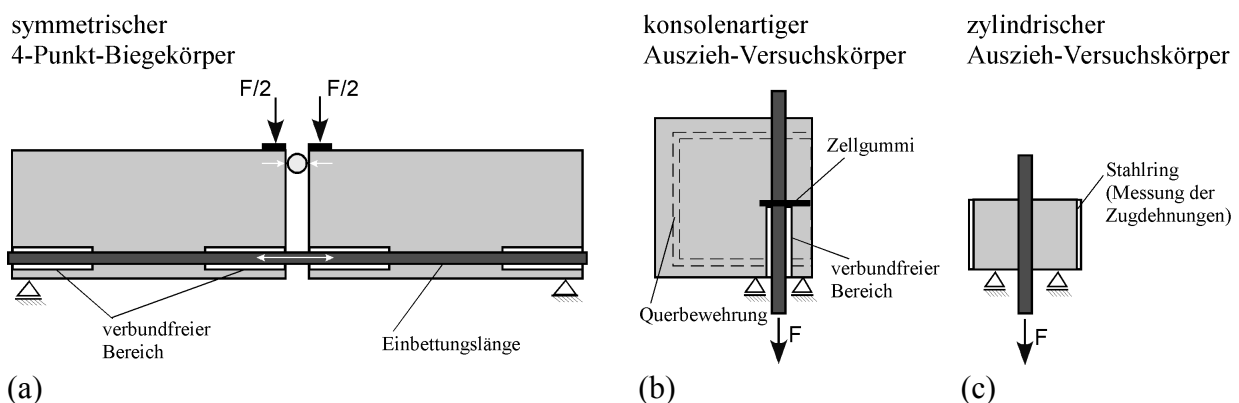 symmetrischer
4-Punkt-Biegekörper
F/2
F/2
verbundfreier
Bereich
Einbettungslänge
(a)
konsolenartiger
Auszieh-Versuchskörper
Zellgummi
verbundfreier
Bereich
Querbewehrung
F
(b)
zylindrischer
Auszieh-Versuchskörper
Stahlring
(Messung der
Zugdehnungen)
F
(c)